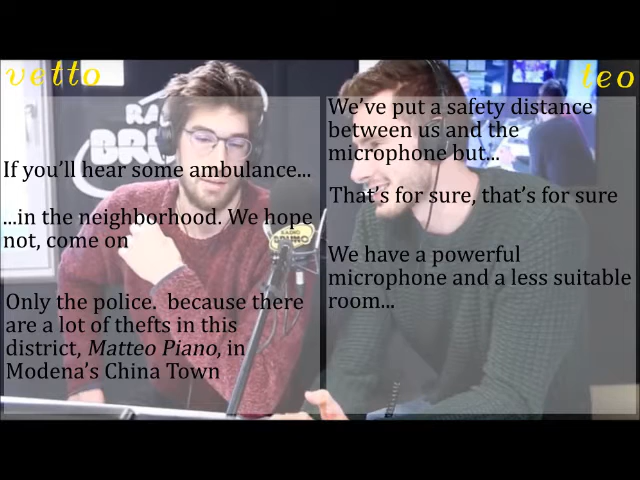 vetto
teo
If you'll hear some ambulance...
...in the neighborhood. We hope
not, come on
Only the police.  because there
are a lot of thefts in this
district, Matteo Piano, in
Modena's China Town
We've put a safety distance
between us and the
microphone but...
That's for sure, that's for sure
We have a powerful
microphone and a less suitable
room...
RADIO
BRUNO